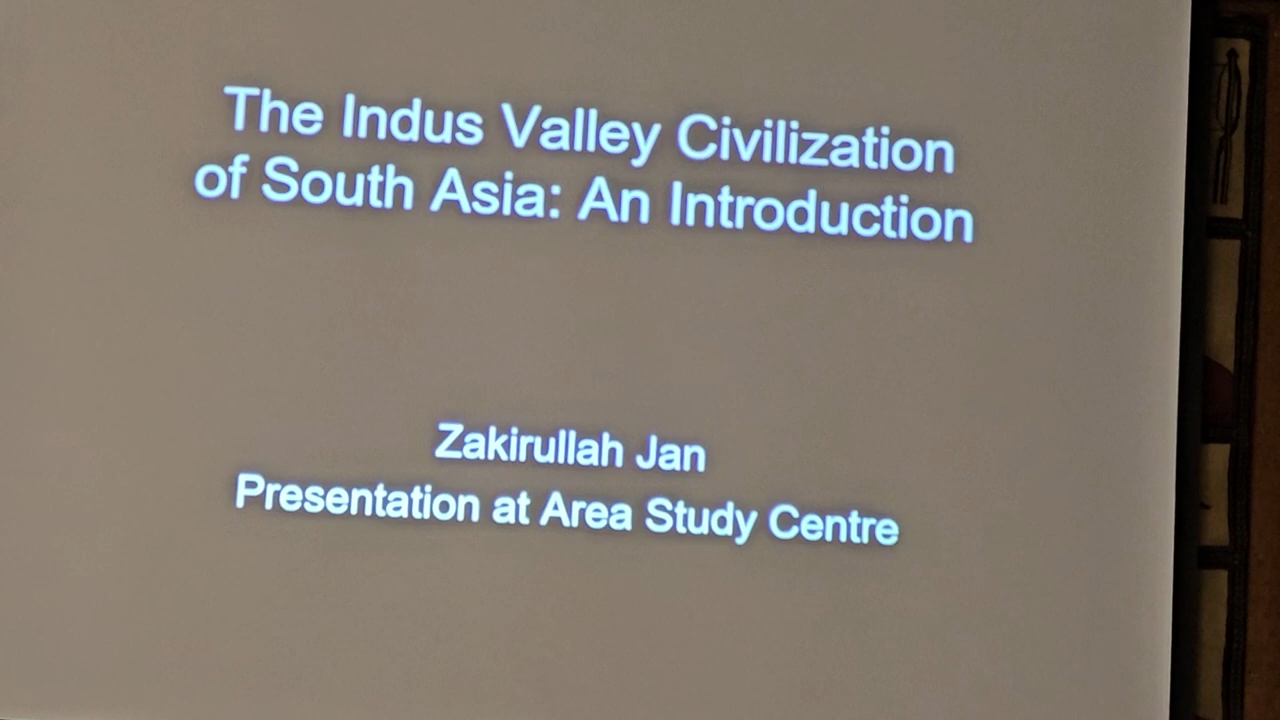 The Indus Valley Civilization
of South Asia: An Introduction
Zakirullah Jan
Presentation at Area Study Centre